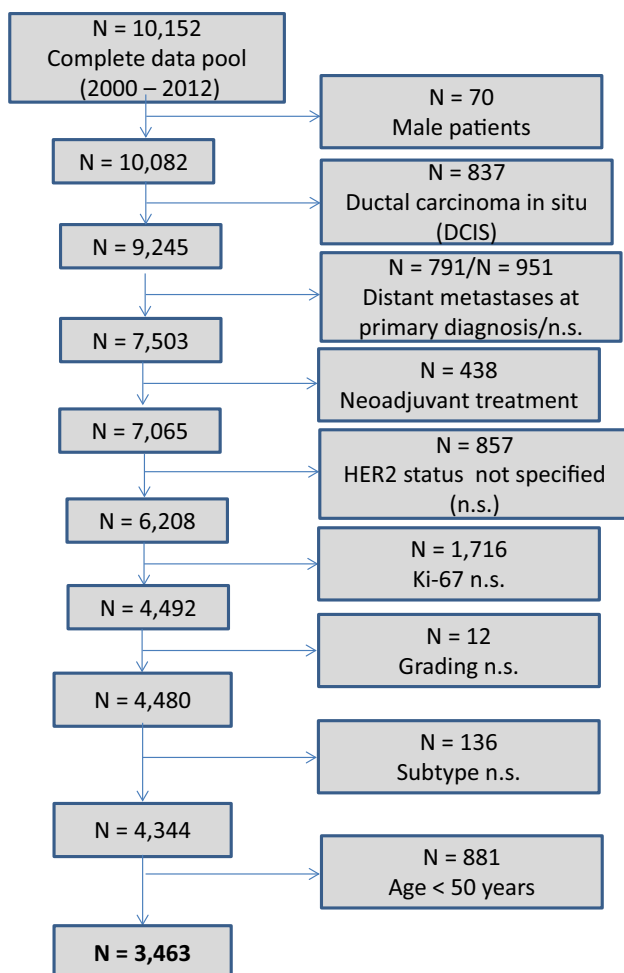 N = 10,152
Complete data pool
(2000 – 2012)
N = 70
Male patients
N = 10,082
N = 837
Ductal carcinoma in situ
(DCIS)
N = 9,245
N = 791/N = 951
Distant metastases at
primary diagnosis/n.s.
N = 7,503
N = 438
Neoadjuvant treatment
N = 7,065
N = 857
HER2 status not specified
(n.s.)
N = 6,208
N = 1,716
Ki-67 n.s.
N = 4,492
N = 12
Grading n.s.
N = 4,480
N = 136
Subtype n.s.
N = 4,344
N = 881
Age < 50 years
N = 3,463